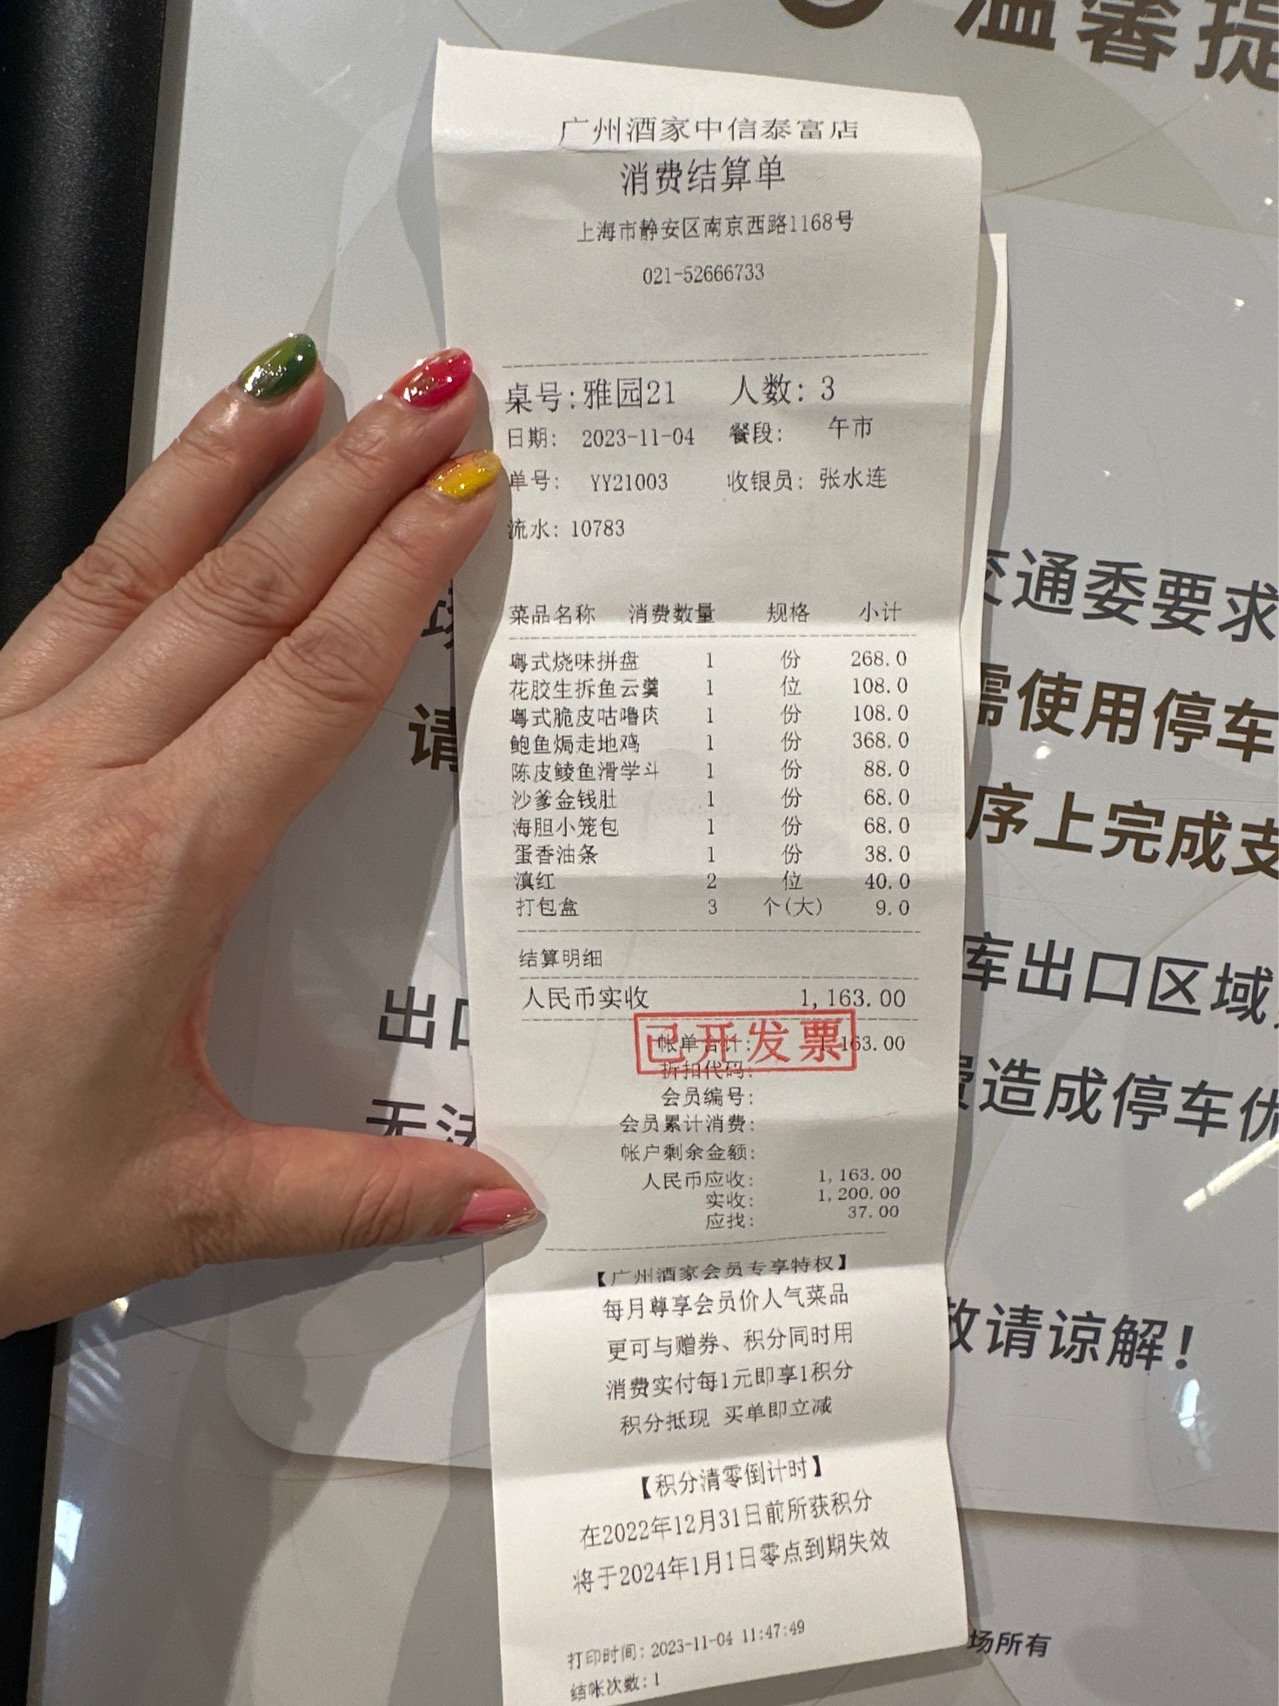 温馨提
广州酒家中信泰富店
消费结算单
上海市静安区南京西路1168号
021-52666733
桌号:雅园21 人数: 3
日期: 2023-11-04 餐段: 午市
单号: YY21003 收银员: 张水连
流水: 10783
菜品名称 消费数量 规格 小计
粤式烧味拼盘 1 份 268.0
花胶生拆鱼云羹 1 位 108.0
粤式脆皮咕噜肉 1 份 108.0
鲍鱼焗走地鸡 1 份 368.0
陈皮鲮鱼滑学斗 1 份 88.0
沙爹金钱肚 1 份 68.0
海胆小笼包 1 份 68.0
蛋香油条 1 份 38.0
滇红 2 位 40.0
打包盒 3 个(大) 9.0
结算明细
人民币实收 1,163.00
已开发票
帐单合计: 1,163.00
折扣代码:
会员编号:
会员累计消费:
帐户剩余金额:
人民币应收: 1,163.00
实收: 1,200.00
应找: 37.00
【广州酒家会员专享特权】
每月尊享会员价人气菜品
更可与赠券、积分同时用
消费实付每1元即享1积分
积分抵现 买单即立减
【积分清零倒计时】
在2022年12月31日前所获积分
将于2024年1月1日零点到期失效
打印时间: 2023-11-04 11:47:49
结帐次数: 1
交通委要求
请 需使用停车
序上完成支
出口 库出口区域
无法 费造成停车优
敬请谅解!
场所有